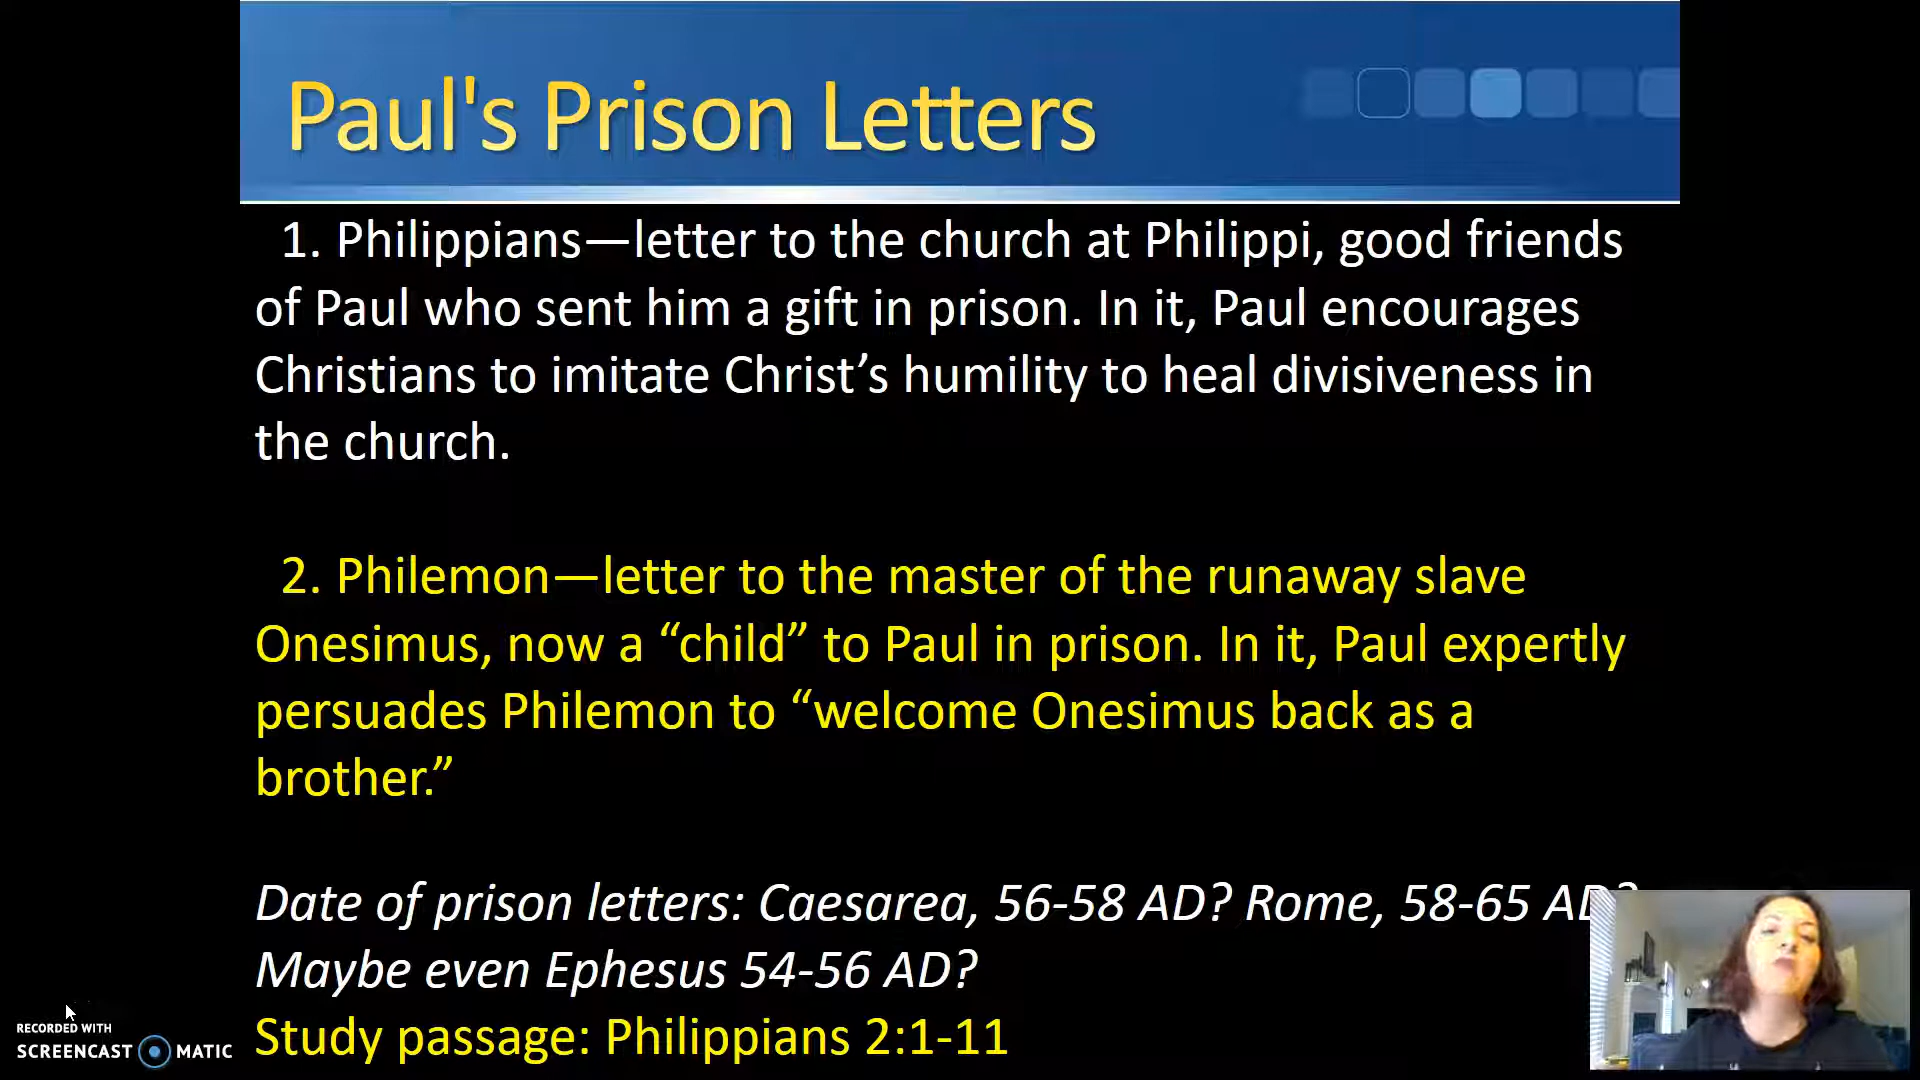 Paul's Prison Letters
1. Philippians—letter to the church at Philippi, good friends
of Paul who sent him a gift in prison. In it, Paul encourages
Christians to imitate Christ’s humility to heal divisiveness in
the church.
2. Philemon—letter to the master of the runaway slave
Onesimus, now a “child” to Paul in prison. In it, Paul expertly
persuades Philemon to “welcome Onesimus back as a
brother.”
Date of prison letters: Caesarea, 56-58 AD? Rome, 58-65 AD?
Maybe even Ephesus 54-56 AD?
Study passage: Philippians 2:1-11
RECORDED WITH
SCREENCAST MATIC